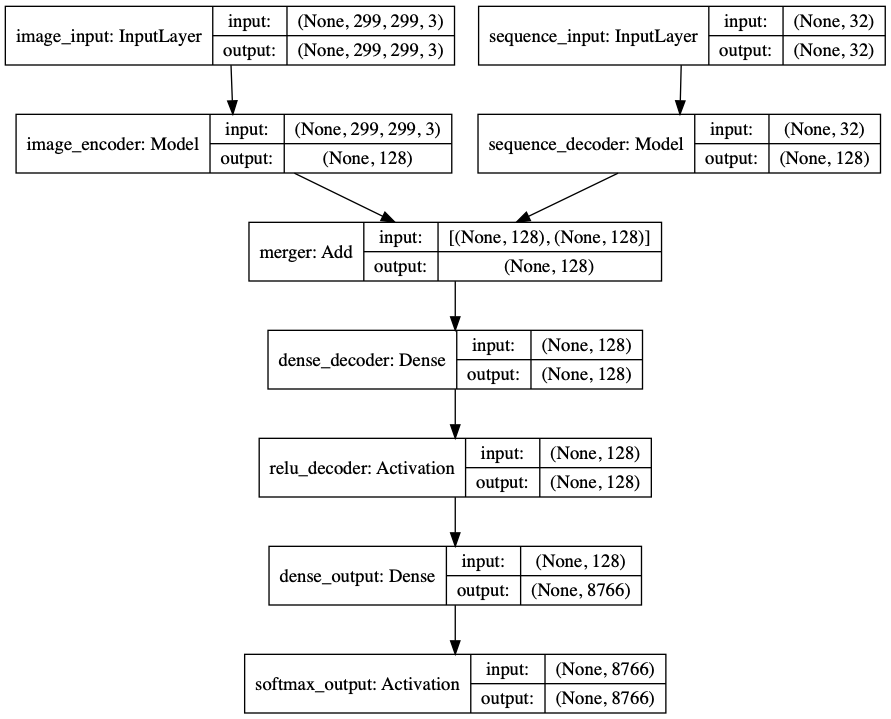 image_input: InputLayer
input:
(None, 299, 299, 3)
output:
(None, 299, 299, 3)
sequence_input: InputLayer
input:
(None, 32)
output:
(None, 32)
image_encoder: Model
input:
(None, 299, 299, 3)
output:
(None, 128)
sequence_decoder: Model
input:
(None, 32)
output:
(None, 128)
merger: Add
input:
[(None, 128), (None, 128)]
output:
(None, 128)
dense_decoder: Dense
input:
(None, 128)
output:
(None, 128)
relu_decoder: Activation
input:
(None, 128)
output:
(None, 128)
dense_output: Dense
input:
(None, 128)
output:
(None, 8766)
softmax_output: Activation
input:
(None, 8766)
output:
(None, 8766)